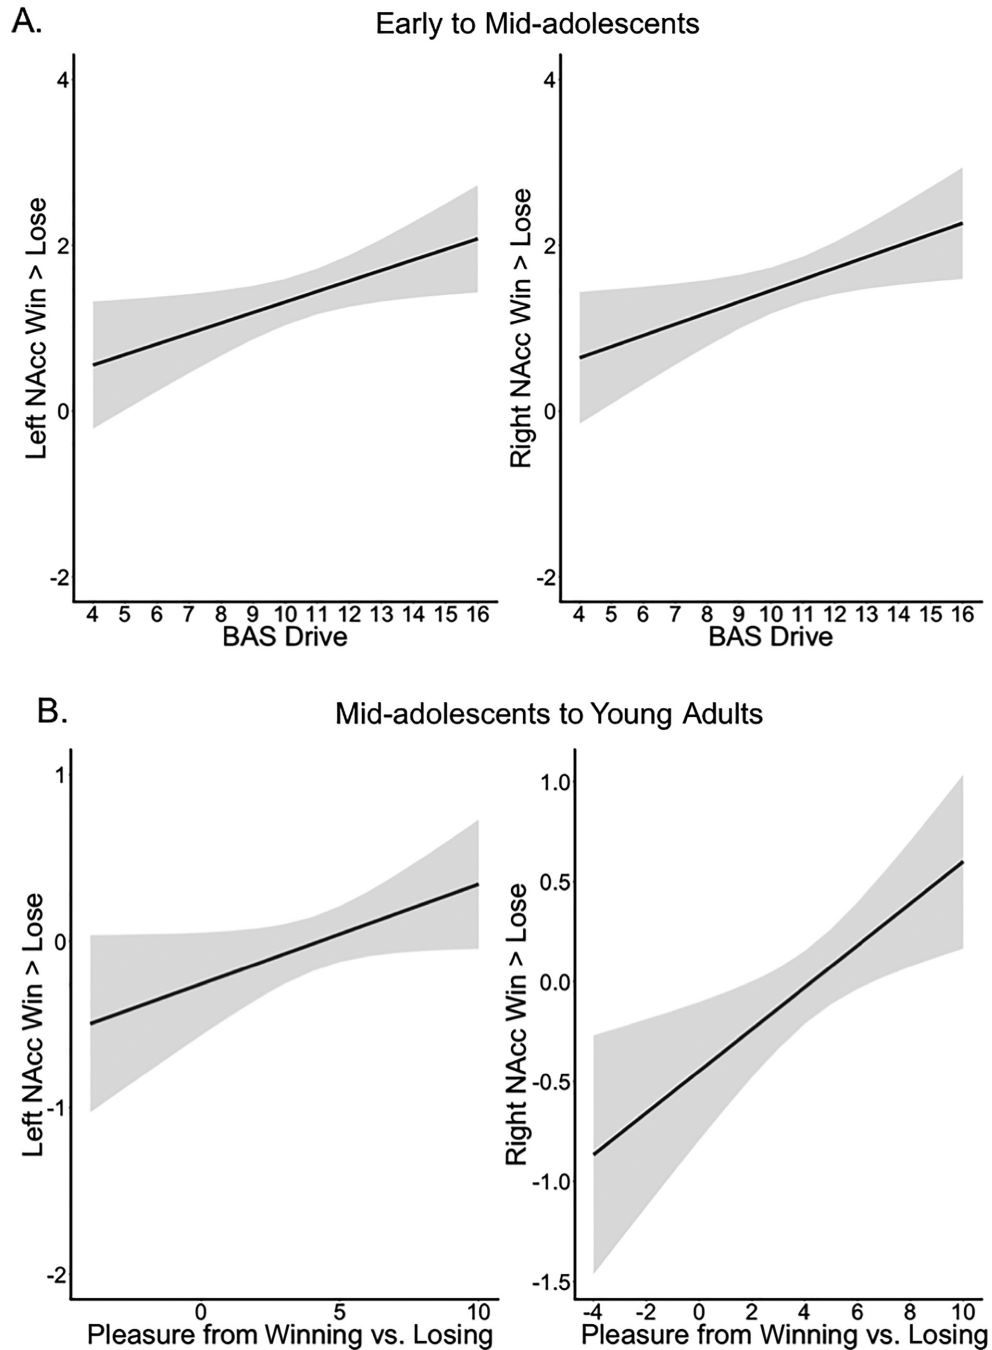 A.
Early to Mid-adolescents
Left NAcc Win > Lose
4
2
0
-2
4 5 6 7 8 9 10 11 12 13 14 15 16
BAS Drive
Right NAcc Win > Lose
4
2
0
-2
4 5 6 7 8 9 10 11 12 13 14 15 16
BAS Drive
B.
Mid-adolescents to Young Adults
Left NAcc Win > Lose
1
0
-1
-2
0 5 10
Pleasure from Winning vs. Losing
Right NAcc Win > Lose
1.0
0.5
0.0
-0.5
-1.0
-1.5
-4 -2 0 2 4 6 8 10
Pleasure from Winning vs. Losing